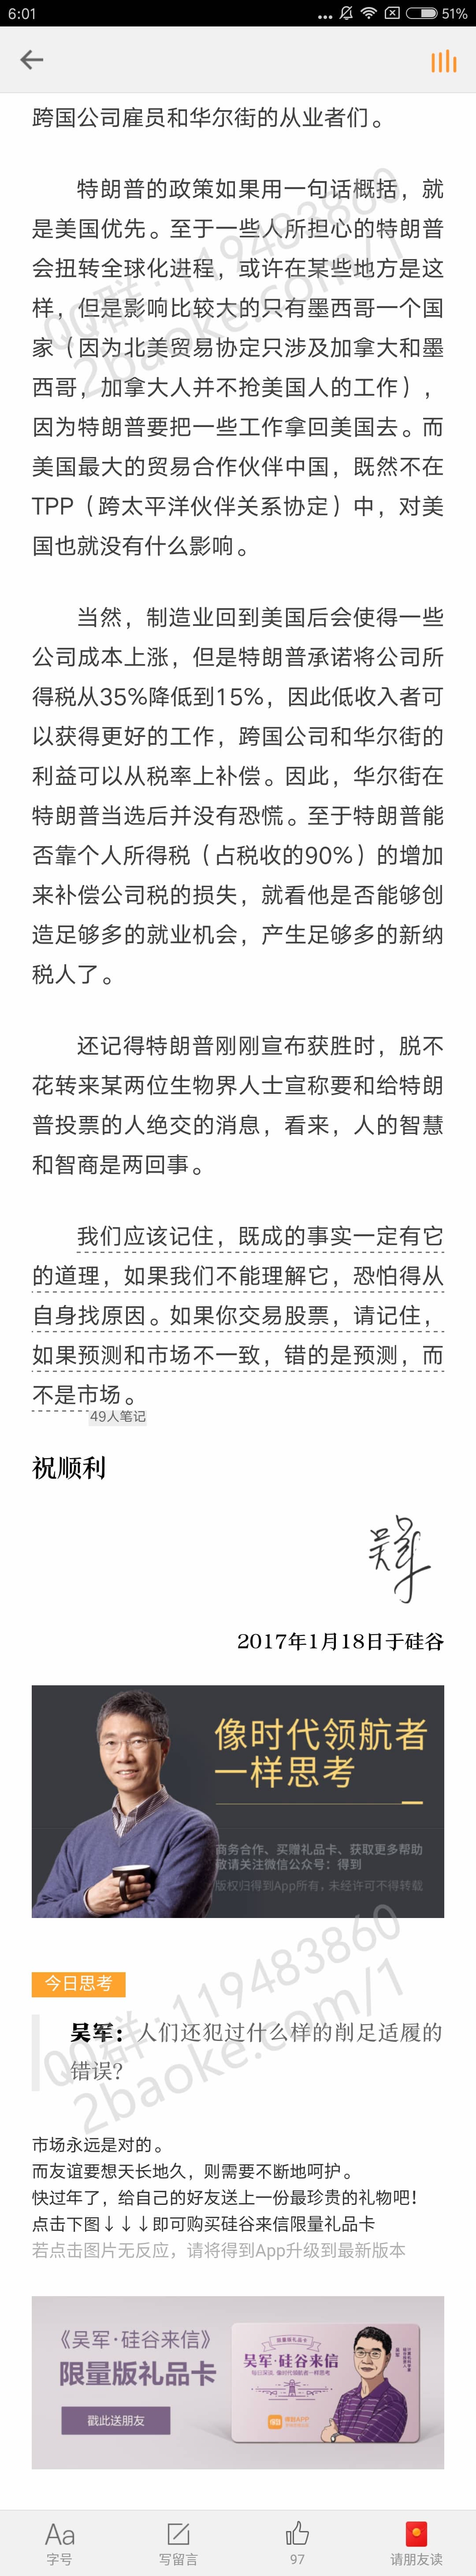 6:01
51%
跨国公司雇员和华尔街的从业者们。
特朗普的政策如果用一句话概括，就
是美国优先。至于一些人所担心的特朗普
会扭转全球化进程，或许在某些地方是这
样，但是影响比较大的只有墨西哥一个国
家（因为北美贸易协定只涉及加拿大和墨
西哥，加拿大人并不抢美国人的工作），
因为特朗普要把一些工作拿回美国去。而
美国最大的贸易合作伙伴中国，既然不在
TPP（跨太平洋伙伴关系协定）中，对美
国也就没有什么影响。
当然，制造业回到美国后会使得一些
公司成本上涨，但是特朗普承诺将公司所
得税从35%降低到15%，因此低收入者可
以获得更好的工作，跨国公司和华尔街的
利益可以从税率上补偿。因此，华尔街在
特朗普当选后并没有恐慌。至于特朗普能
否靠个人所得税（占税收的90%）的增加
来补偿公司税的损失，就看他是否能够创
造足够多的就业机会，产生足够多的新纳
税人了。
还记得特朗普刚刚宣布获胜时，脱不
花转来某两位生物界人士宣称要和给特朗
普投票的人绝交的消息，看来，人的智慧
和智商是两回事。
我们应该记住，既成的事实一定有它
的道理，如果我们不能理解它，恐怕得从
自身找原因。如果你交易股票，请记住，
如果预测和市场不一致，错的是预测，而
不是市场。
49人笔记
祝顺利
吴军
2017年1月18日于硅谷
像时代领航者
一样思考
商务合作、买赠礼品卡、获取更多帮助
敬请关注微信公众号：得到
版权归得到App所有，未经许可不得转载
QQ群：119483860
2baoke.com/1
今日思考
吴军：人们还犯过什么样的削足适履的
错误？
QQ群：119483860
2baoke.com/1
市场永远是对的。
而友谊要想天长地久，则需要不断地呵护。
快过年了，给自己的好友送上一份最珍贵的礼物吧！
点击下图↓↓↓即可购买硅谷来信限量礼品卡
若点击图片无反应，请将得到App升级到最新版本
《吴军·硅谷来信》
限量版礼品卡
戳此送朋友
吴军·硅谷来信
Aa
字号
写留言
97
请朋友读